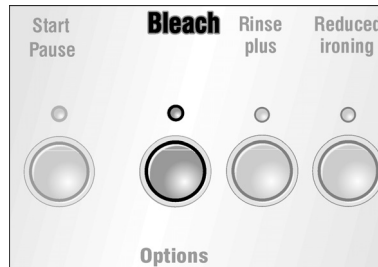 Start
Pause
Bleach
Rinse
plus
Reduced
ironing
Options